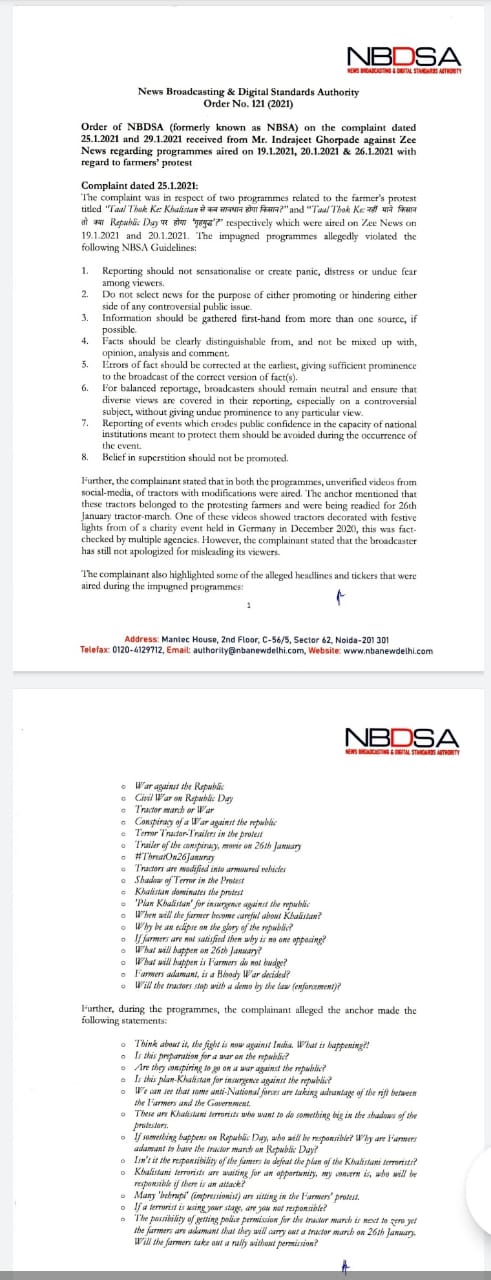 NBDSA
NEWS BROADCASTING & DIGITAL STANDARDS AUTHORITY
News Broadcasting & Digital Standards Authority
Order No. 121 (2021)
Order of NBDSA (formerly known as NBSA) on the complaint dated
25.1.2021 and 29.1.2021 received from Mr. Indrajeet Ghorpade against Zee
News regarding programmes aired on 19.1.2021, 20.1.2021 & 26.1.2021 with
regard to farmers' protest
Complaint dated 25.1.2021:
The complaint was in respect of two programmes related to the farmer's protest
titled "Taal Thok Ke: Khalistan से कब सावधान होगा किसान?" and "Taal Thok Ke: नहीं माने किसान
तो क्या Republic Day पर होगा 'गृहयुद्ध'?" respectively which were aired on Zee News on
19.1.2021 and 20.1.2021. The impugned programmes allegedly violated the
following NBSA Guidelines:
1. Reporting should not sensationalise or create panic, distress or undue fear
among viewers.
2. Do not select news for the purpose of either promoting or hindering either
side of any controversial public issue.
3. Information should be gathered first-hand from more than one source, if
possible.
4. Facts should be clearly distinguishable from, and not be mixed up with,
opinion, analysis and comment.
5. Errors of fact should be corrected at the earliest, giving sufficient prominence
to the broadcast of the correct version of fact(s).
6. For balanced reportage, broadcasters should remain neutral and ensure that
diverse views are covered in their reporting, especially on a controversial
subject, without giving undue prominence to any particular view.
7. Reporting of events which erodes public confidence in the capacity of national
institutions meant to protect them should be avoided during the occurrence of
the event.
8. Belief in superstition should not be promoted.
Further, the complainant stated that in both the programmes, unverified videos from
social-media, of tractors with modifications were aired. The anchor mentioned that
these tractors belonged to the protesting farmers and were being readied for 26th
January tractor-march. One of these videos showed tractors decorated with festive
lights from of a charity event held in Germany in December 2020, this was fact-
checked by multiple agencies. However, the complainant stated that the broadcaster
has still not apologized for misleading its viewers.
The complainant also highlighted some of the alleged headlines and tickers that were
aired during the impugned programmes:
1
Address: Mantec House, 2nd Floor, C-56/5, Sector 62, Noida-201 301
Telefax: 0120-4129712, Email: authority@nbanewdelhi.com, Website: www.nbanewdelhi.com
NBDSA
NEWS BROADCASTING & DIGITAL STANDARDS AUTHORITY
o War against the Republic
o Civil War on Republic Day
o Tractor march or War
o Conspiracy of a War against the republic
o Terror Tractor-Trailers in the protest
o Trailer of the conspiracy, movie on 26th January
o #ThreatOn26Januray
o Tractors are modified into armoured vehicles
o Shadow of Terror in the Protest
o Khalistan dominates the protest
o 'Plan Khalistan' for insurgence against the republic
o When will the farmer become careful about Khalistan?
o Why be an eclipse on the glory of the republic?
o If farmers are not satisfied then why is no one opposing?
o What will happen on 26th January?
o What will happen is Farmers do not budge?
o Farmers adamant, is a Bloody War decided?
o Will the tractors stop with a demo by the law (enforcement)?
Further, during the programmes, the complainant alleged the anchor made the
following statements:
o Think about it, the fight is now against India. What is happening?!
o Is this preparation for a war on the republic?
o Are they conspiring to go on a war against the republic?
o Is this plan-Khalistan for insurgence against the republic?
o We can see that some anti-National forces are taking advantage of the rift between
the Farmers and the Government.
o These are Khalistani terrorists who want to do something big in the shadows of the
protestors.
o If something happens on Republic Day, who will be responsible? Why are Farmers
adamant to have the tractor march on Republic Day?
o Isn't it the responsibility of the famers to defeat the plan of the Khalistani terrorists?
o Khalistani terrorists are waiting for an opportunity, my concern is, who will be
responsible if there is an attack?
o Many 'behrupi' (impressionist) are sitting in the Farmers' protest.
o If a terrorist is using your stage, are you not responsible?
o The possibility of getting police permission for the tractor march is next to zero yet
the farmers are adamant that they will carry out a tractor march on 26th January.
Will the farmers take out a rally without permission?